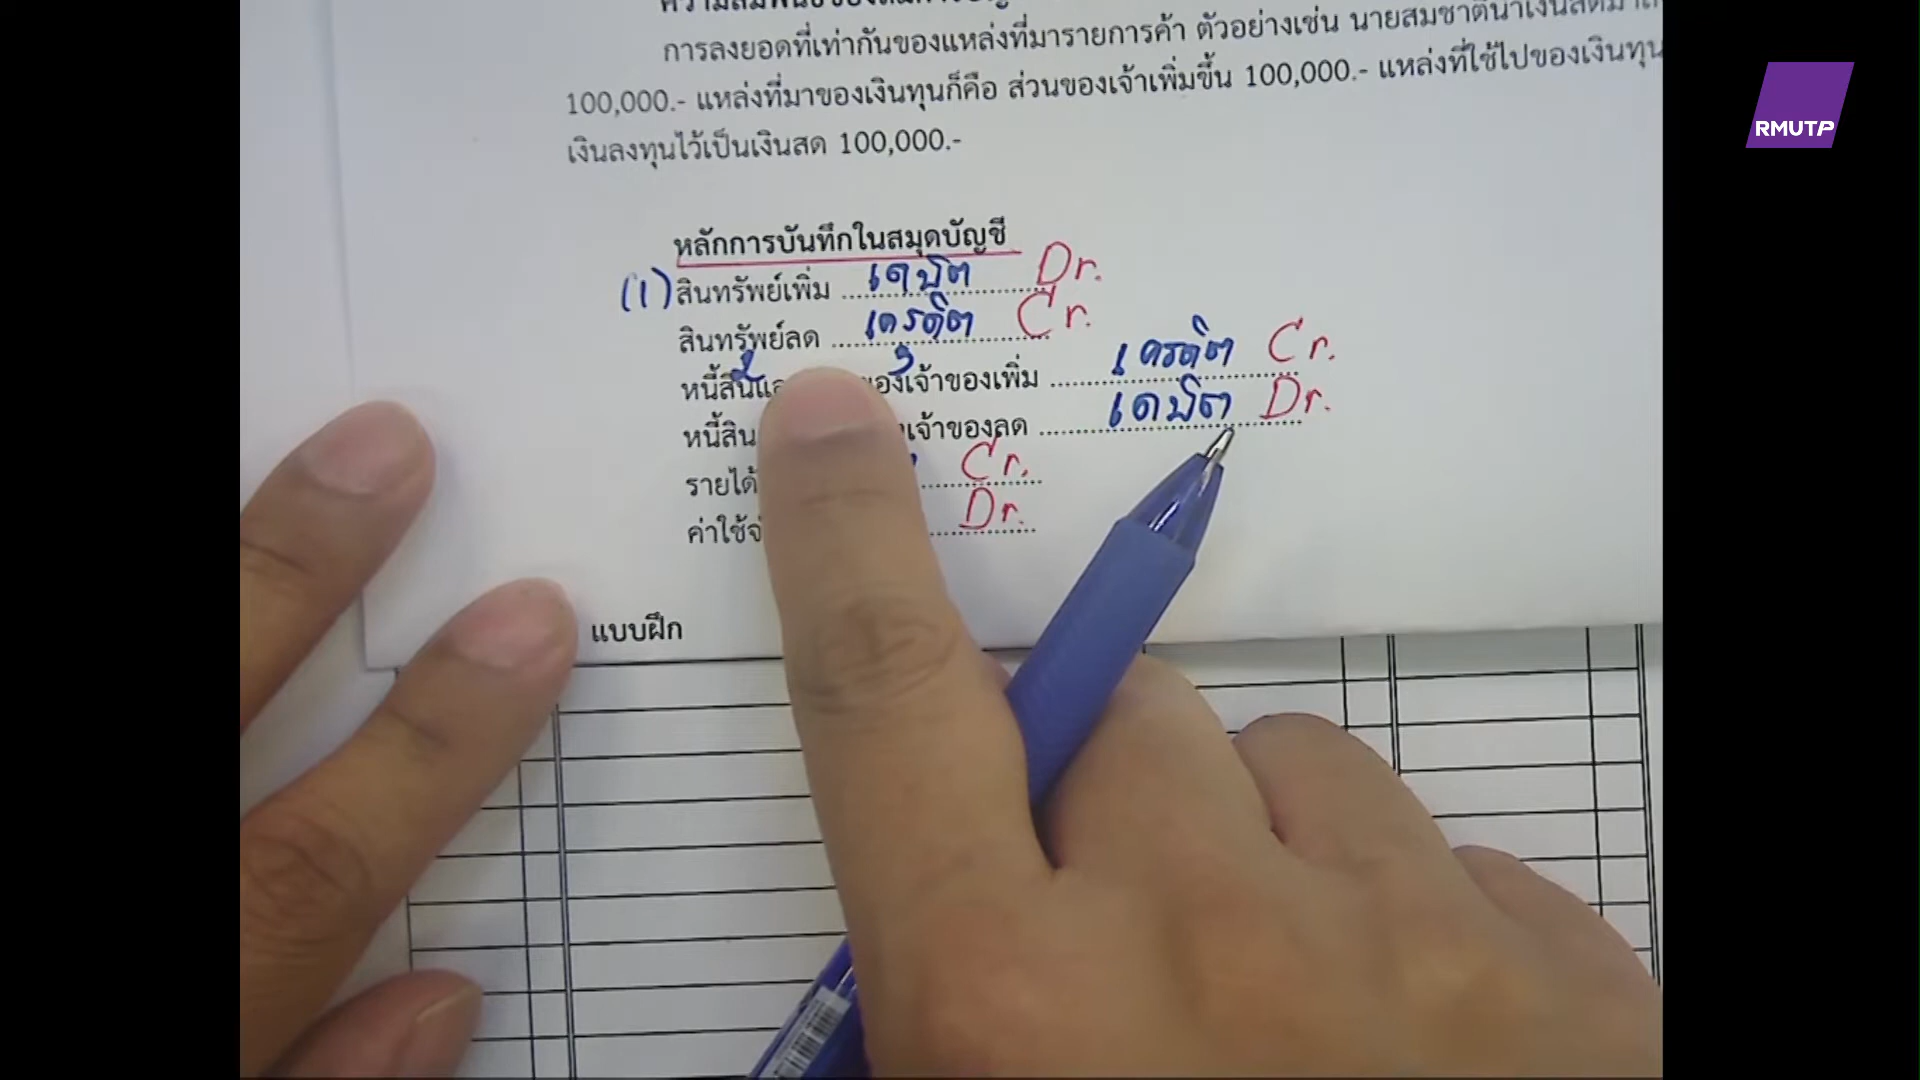 การลงยอดที่เท่ากันของแหล่งที่มารายการค้า ตัวอย่างเช่น นายสมชาตินำเงินสดมา
100,000.- แหล่งที่มาของเงินทุนก็คือ ส่วนของเจ้าเพิ่มขึ้น 100,000.- แหล่งที่ใช้ไปของเงินทุน
เงินลงทุนไว้เป็นเงินสด 100,000.-
RMUTP
หลักการบันทึกในสมุดบัญชี
(1) สินทรัพย์เพิ่ม เดบิต Dr.
สินทรัพย์ลด เครดิต Cr.
หนี้สิน เจ้าของเพิ่ม เครดิต Cr.
หนี้สิน เจ้าของลด เดบิต Dr.
รายได้ Cr.
Dr.
แบบฝึก